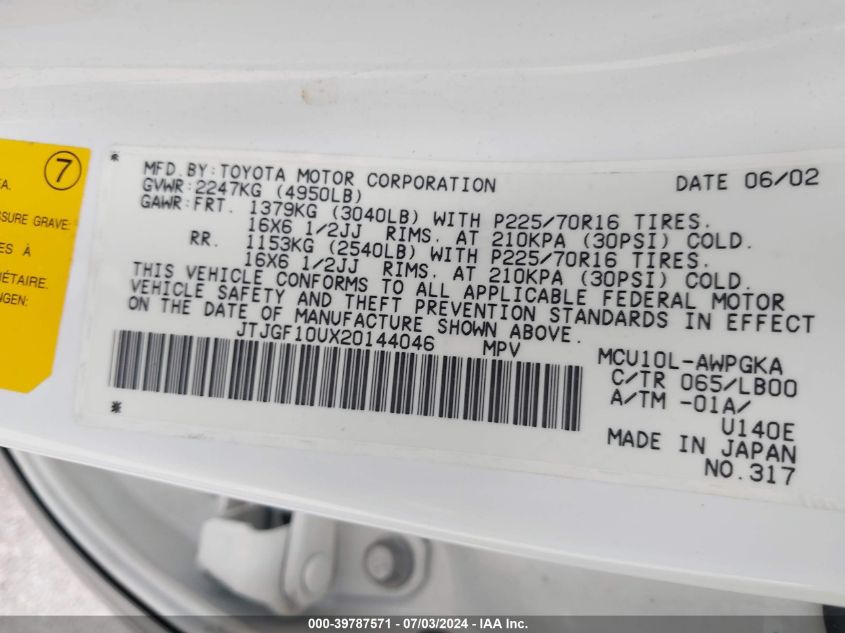 7
EA.
SSURE GRAVE.
ES À
ÉTAIRE.
NGEN:
* MFD.BY:TOYOTA MOTOR CORPORATION DATE 06/02
GVWR:2247KG (4950LB)
GAWR:FRT. 1379KG (3040LB) WITH P225/70R16 TIRES.
16X6 1/2JJ RIMS. AT 210KPA (30PSI) COLD.
RR. 1153KG (2540LB) WITH P225/70R16 TIRES.
16X6 1/2JJ RIMS. AT 210KPA (30PSI) COLD.
THIS VEHICLE CONFORMS TO ALL APPLICABLE FEDERAL MOTOR
VEHICLE SAFETY AND THEFT PREVENTION STANDARDS IN EFFECT
ON THE DATE OF MANUFACTURE SHOWN ABOVE.
JTJGF10UX20144046 MPV MCU10L-AWPGKA
C/TR 065/LB00
A/TM -01A/
U140E
MADE IN JAPAN
NO.317
*
000-39787571 - 07/03/2024 - IAA Inc.